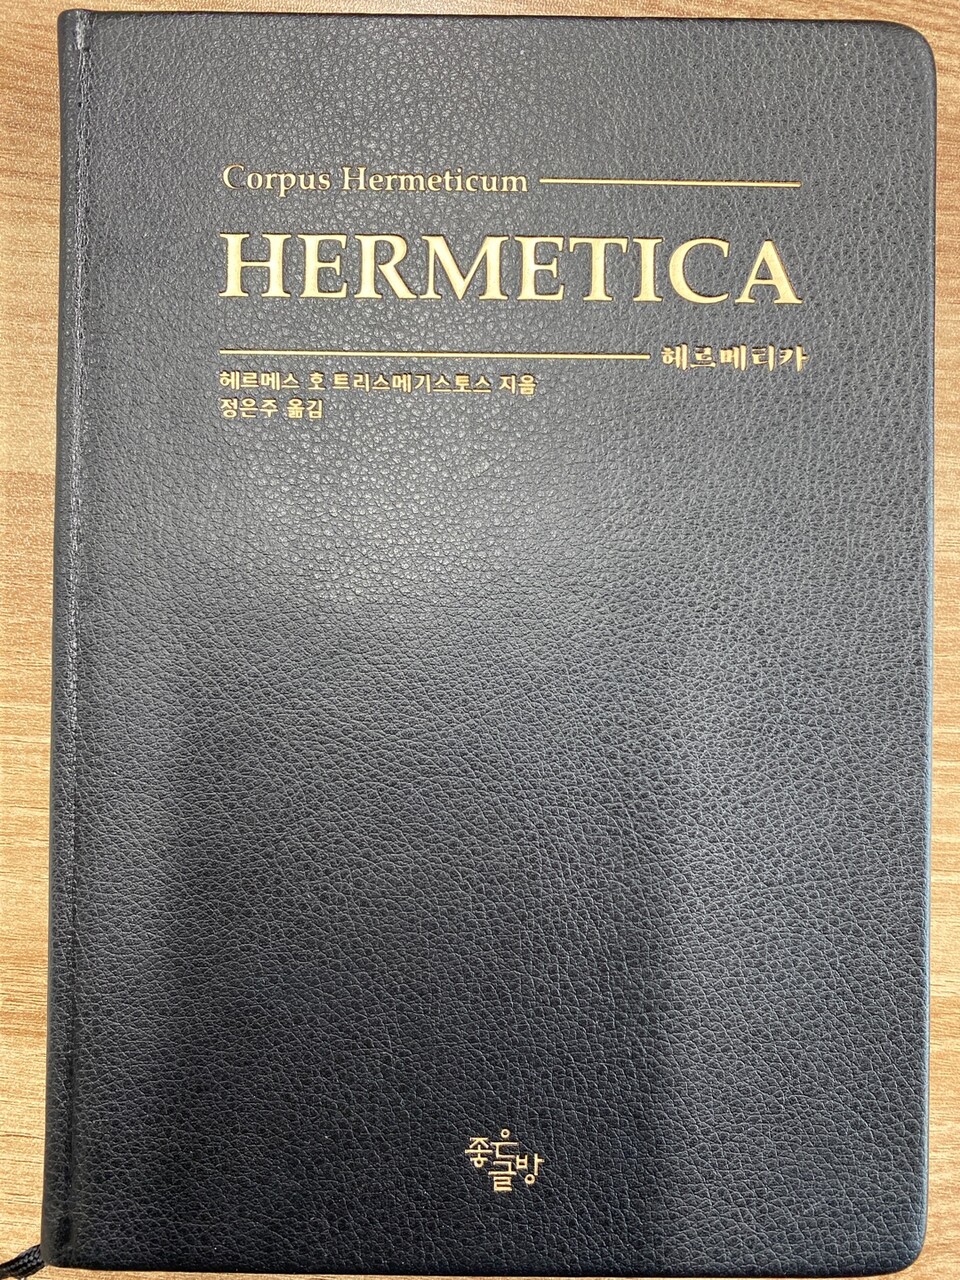 Corpus Hermeticum
HERMETICA
헤르메티카
헤르메스 호 트리스메기스토스 지음
정은주 옮김
좋은
글방